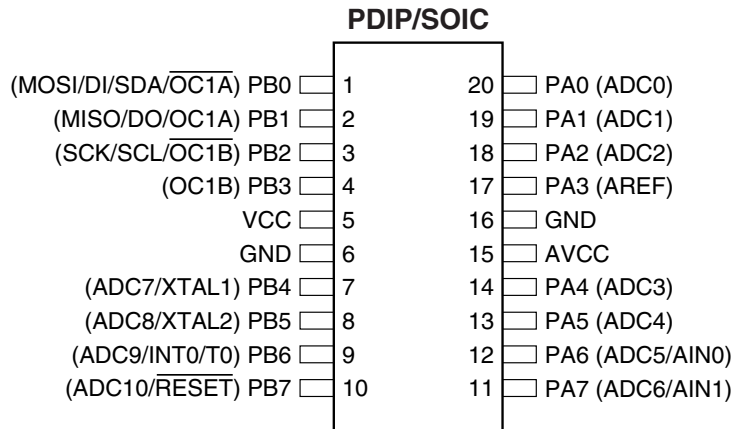 PDIP/SOIC
(MOSI/DI/SDA/O̅C̅1̅A̅) PB0 1 20 PA0 (ADC0)
(MISO/DO/OC1A) PB1 2 19 PA1 (ADC1)
(SCK/SCL/O̅C̅1̅B̅) PB2 3 18 PA2 (ADC2)
(OC1B) PB3 4 17 PA3 (AREF)
VCC 5 16 GND
GND 6 15 AVCC
(ADC7/XTAL1) PB4 7 14 PA4 (ADC3)
(ADC8/XTAL2) PB5 8 13 PA5 (ADC4)
(ADC9/INT0/T0) PB6 9 12 PA6 (ADC5/AIN0)
(ADC10/R̅E̅S̅E̅T̅) PB7 10 11 PA7 (ADC6/AIN1)